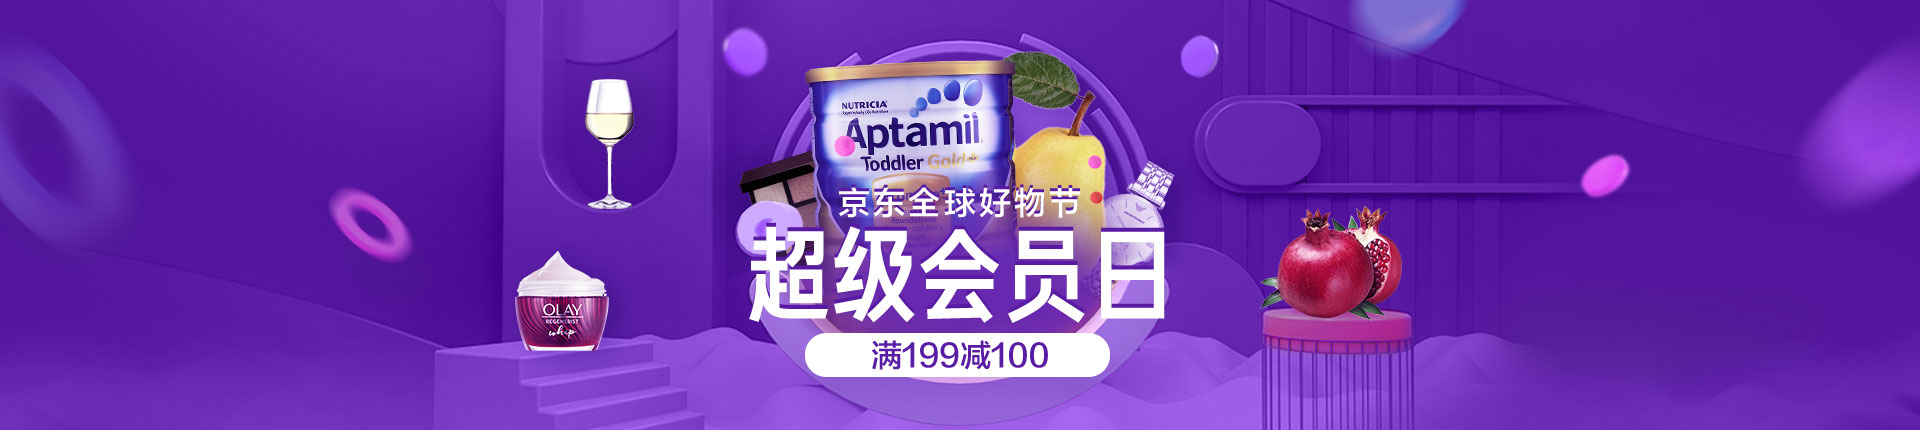 NUTRICIA
Aptamil
Toddler Gold+
京东全球好物节
超级会员日
满199减100
OLAY
REGENERIST
whip